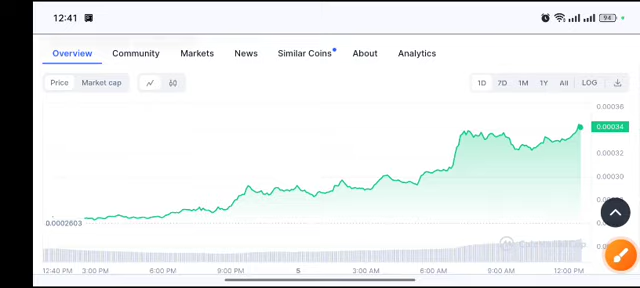 12:41 94
Overview Community Markets News Similar Coins About Analytics
Price Market cap 1D 7D 1M 1Y All LOG
0.00036
0.00034
0.00032
0.00030
0.0002603
12:40 PM 3:00 PM 6:00 PM 9:00 PM 5 3:00 AM 6:00 AM 9:00 AM 12:00 PM